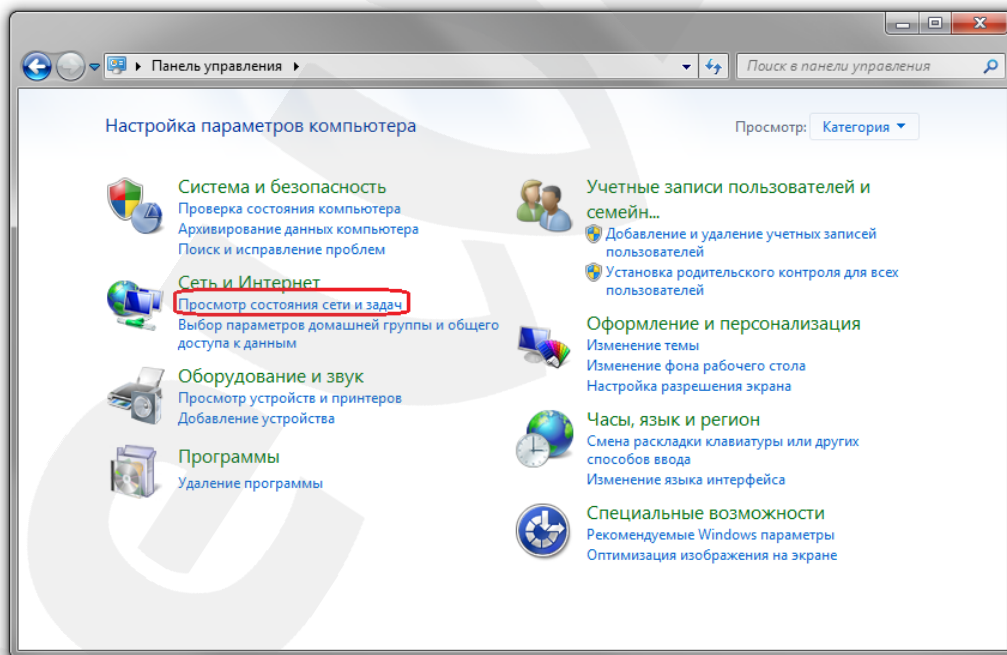 Панель управления
Поиск в панели управления
Настройка параметров компьютера
Просмотр: Категория
Система и безопасность
Проверка состояния компьютера
Архивирование данных компьютера
Поиск и исправление проблем
Сеть и Интернет
Просмотр состояния сети и задач
Выбор параметров домашней группы и общего
доступа к данным
Оборудование и звук
Просмотр устройств и принтеров
Добавление устройства
Программы
Удаление программы
Учетные записи пользователей и
семейн...
Добавление и удаление учетных записей
пользователей
Установка родительского контроля для всех
пользователей
Оформление и персонализация
Изменение темы
Изменение фона рабочего стола
Настройка разрешения экрана
Часы, язык и регион
Смена раскладки клавиатуры или других
способов ввода
Изменение языка интерфейса
Специальные возможности
Рекомендуемые Windows параметры
Оптимизация изображения на экране